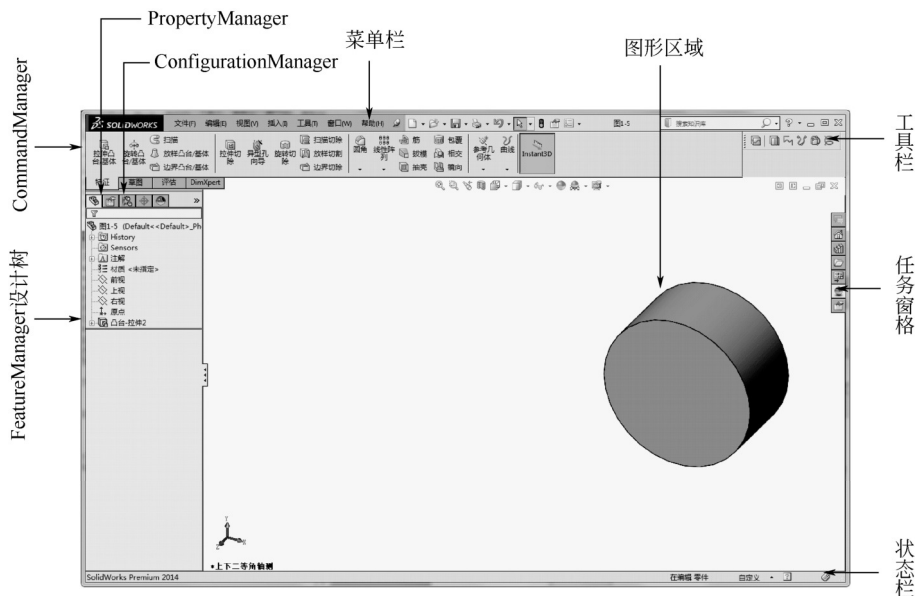 PropertyManager
ConfigurationManager
菜单栏
图形区域
CommandManager
工具栏
FeatureManager设计树
任务窗格
状态栏
SOLIDWORKS 文件(F) 编辑(E) 视图(V) 插入(I) 工具(T) 窗口(W) 帮助(H) 图1-5 搜索知识库
拉伸凸台/基体 旋转凸台/基体 扫描 放样凸台/基体 边界凸台/基体
拉伸切除 异型孔向导 旋转切除 扫描切除 放样切割 边界切除
圆角 线性阵列 筋 拔模 抽壳 包覆 相交 镜向
参考几何体 曲线 Instant3D
特征 草图 评估 DimXpert
图1-5 (Default<<Default>_Ph
History
Sensors
注解
材质 <未指定>
前视
上视
右视
原点
凸台-拉伸2
Y
X
Z
*上下二等角轴测
SolidWorks Premium 2014 在编辑 零件 自定义